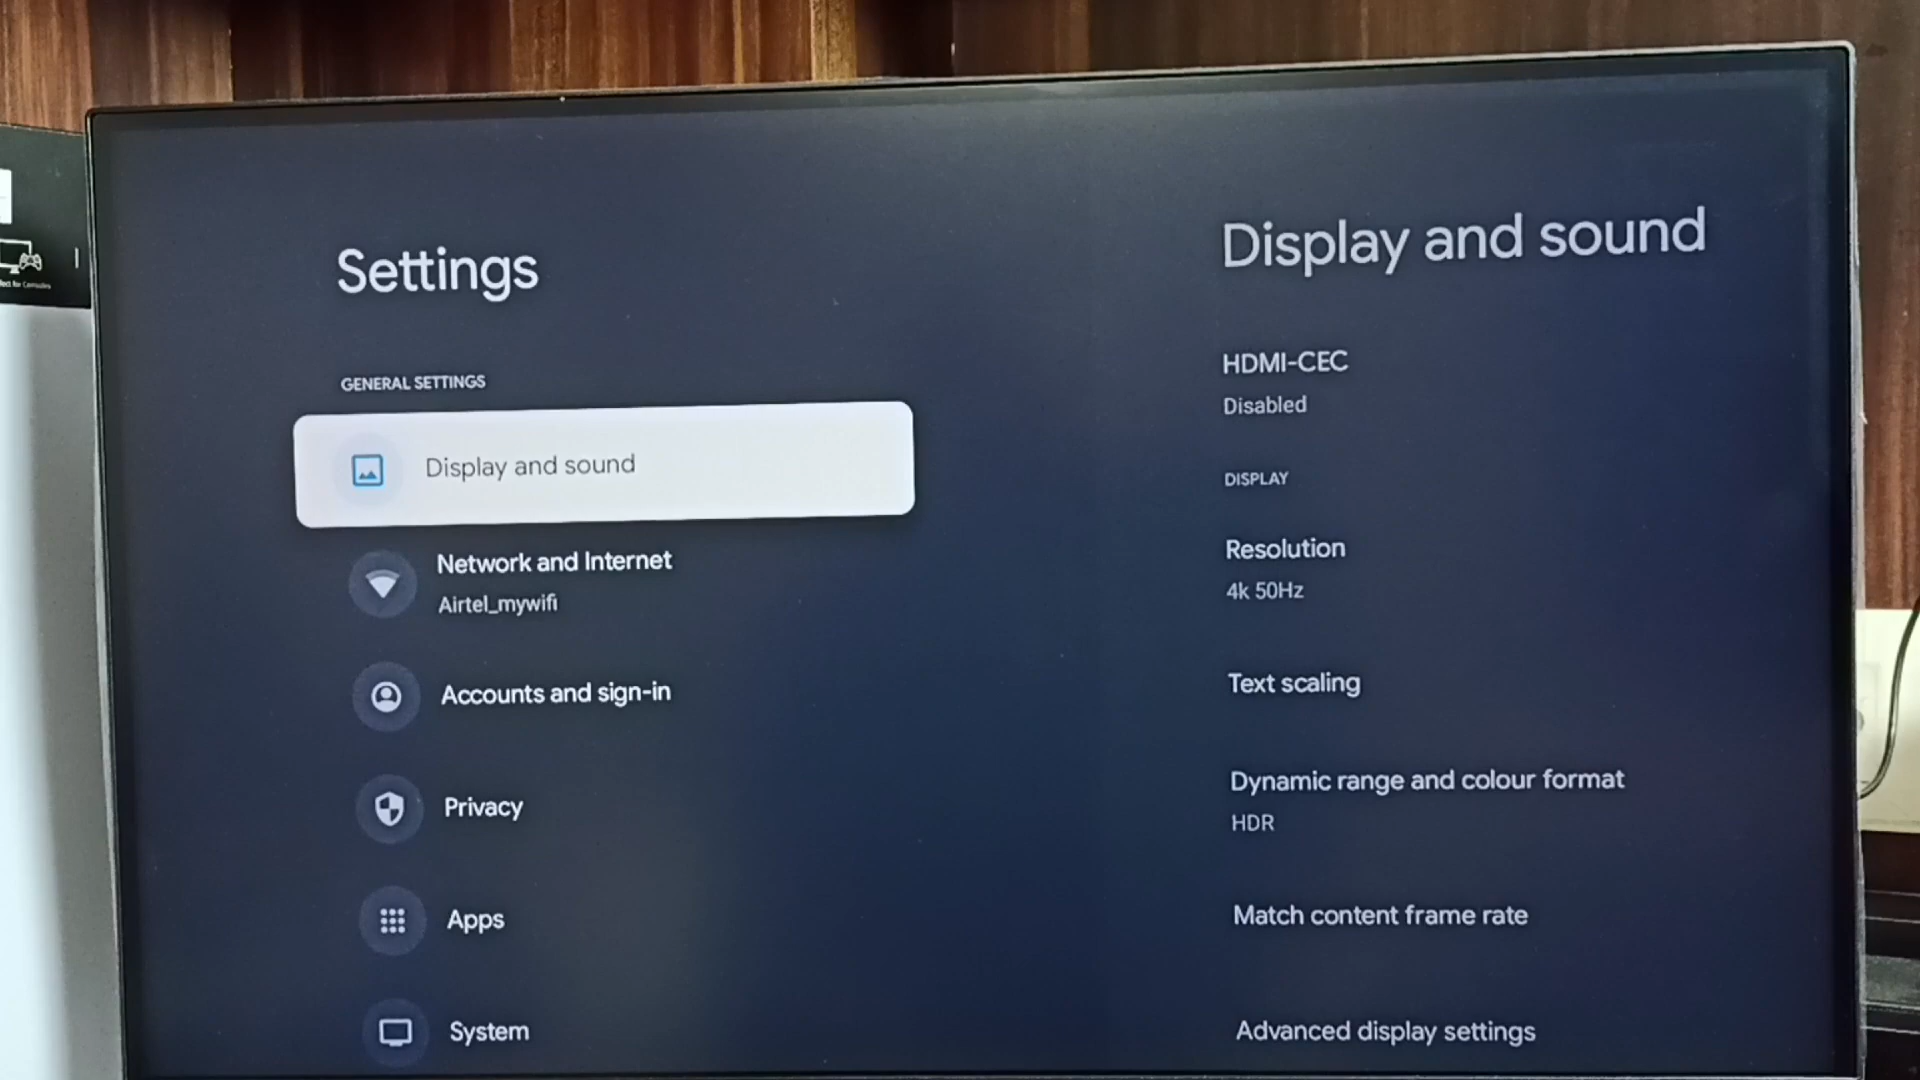 Settings
GENERAL SETTINGS
Display and sound
Network and Internet
Airtel_mywifi
Accounts and sign-in
Privacy
Apps
System
Display and sound
HDMI-CEC
Disabled
DISPLAY
Resolution
4k 50Hz
Text scaling
Dynamic range and colour format
HDR
Match content frame rate
Advanced display settings
for Consoles